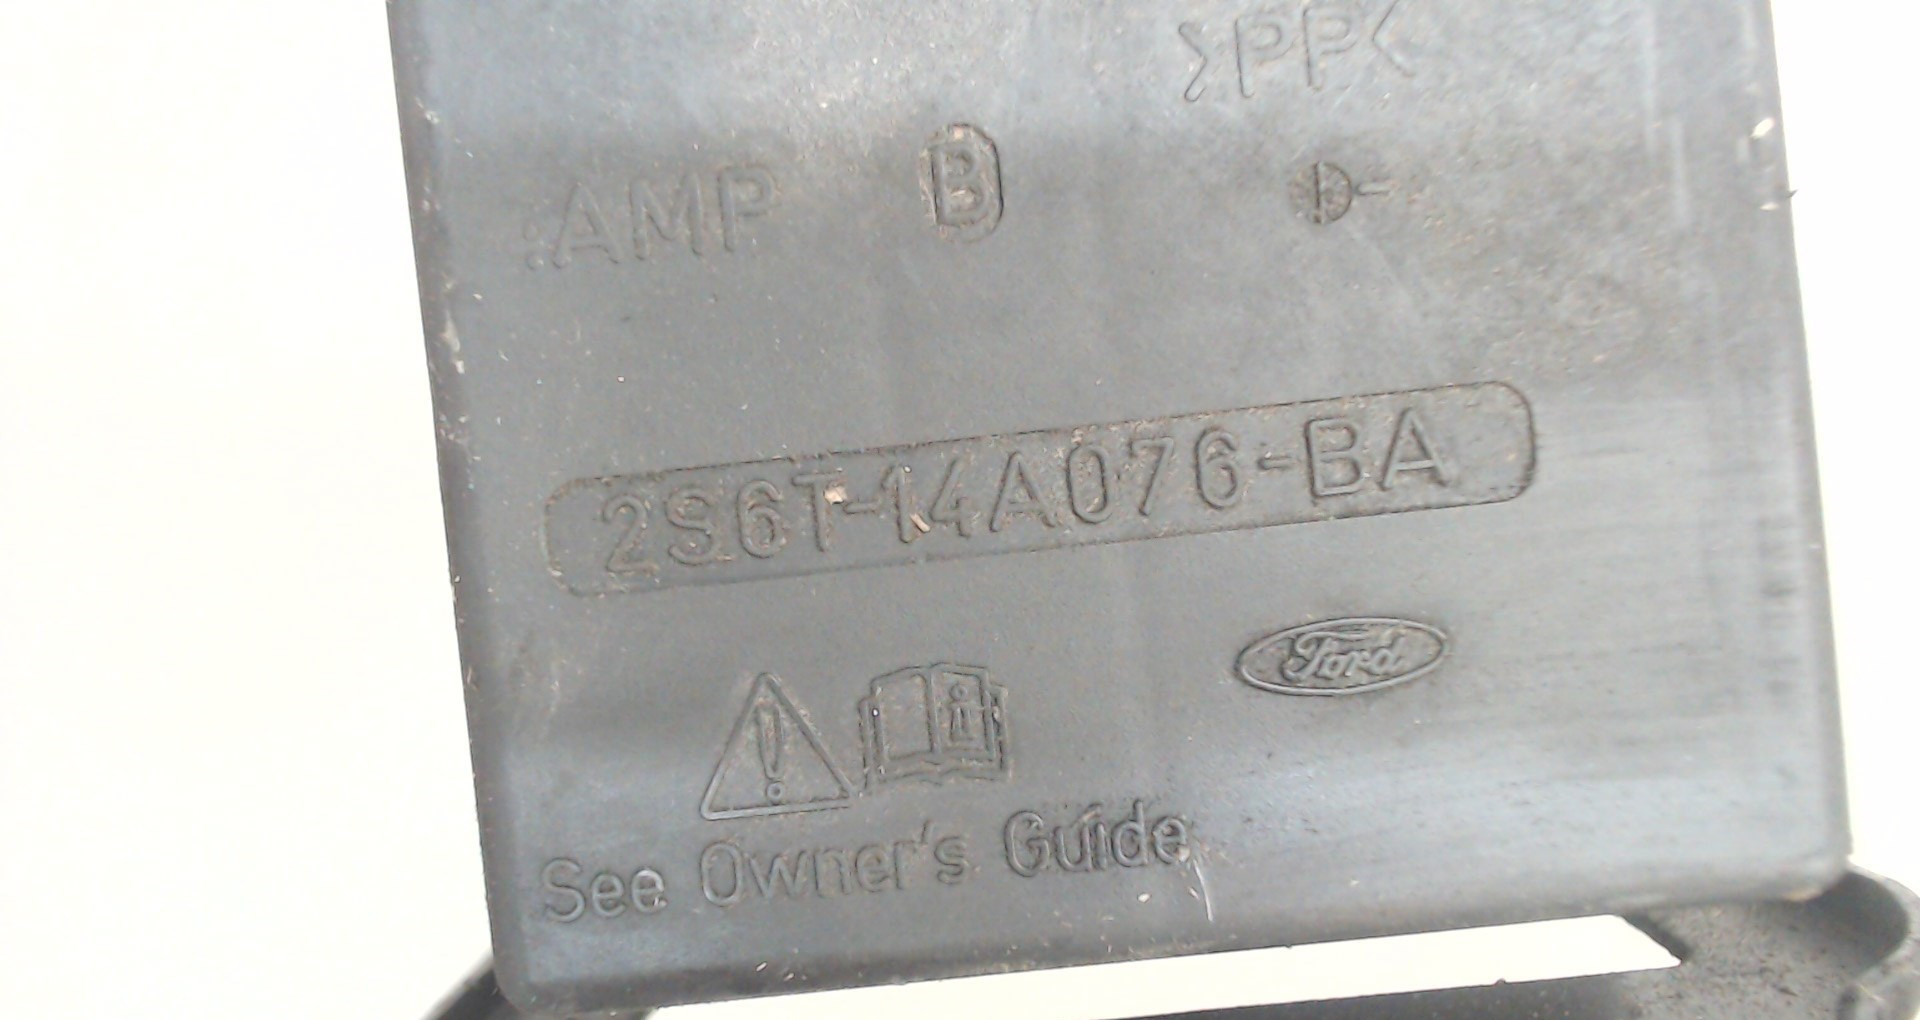 >PP<
:AMP B
2S6T-14A076-BA
Ford
See Owner's Guide